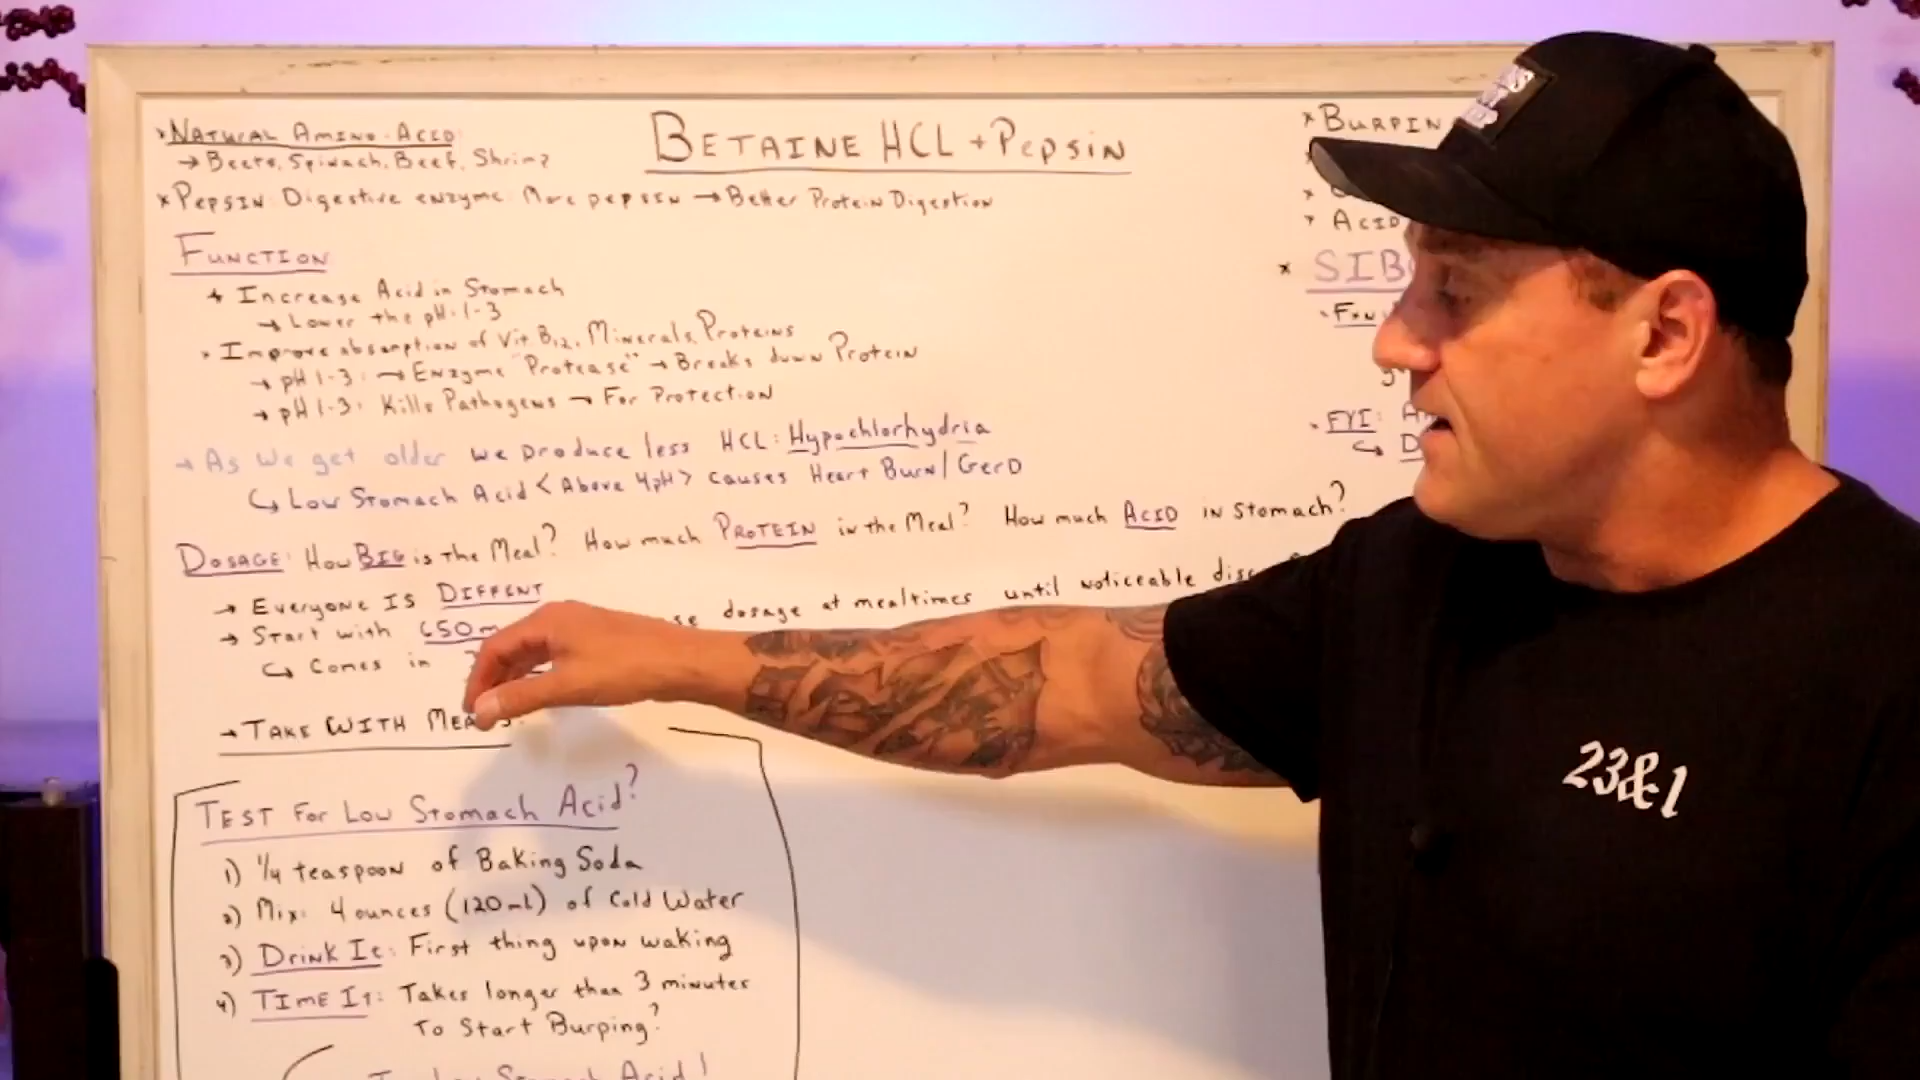 * NATURAL AMINO-ACID:
→ Beets, Spinach, Beef, Shrimp
* PEPSIN: Digestive enzyme: More pepsin → Better Protein Digestion
BETAINE HCL + Pepsin
FUNCTION
* Increase Acid in Stomach
→ Lower the pH: 1-3
* Improve absorption of Vit B12, Minerals, Proteins
→ pH 1-3: → Enzyme "Protease" → Breaks down Protein
→ pH 1-3: Kills Pathogens → For Protection
→ As we get older we produce less HCL: Hypochlorhydria
↳ Low Stomach Acid <Above 4pH> causes Heart Burn/GerD
DOSAGE: How BIG is the Meal? How much PROTEIN in the Meal? How much ACID in Stomach?
→ Everyone IS DIFFENT
→ Start with 650m
dosage at mealtimes until noticeable
↳ Comes in
→ TAKE WITH MEA
TEST For Low Stomach Acid?
1) 1/4 teaspoon of Baking Soda
2) Mix: 4 ounces (120mL) of Cold Water
3) Drink It: First thing upon waking
4) TIME IT: Takes longer than 3 minutes
To Start Burping?
Low Stomach Acid!
* BURPIN
* ACID
* SIB
FYI:
23&1